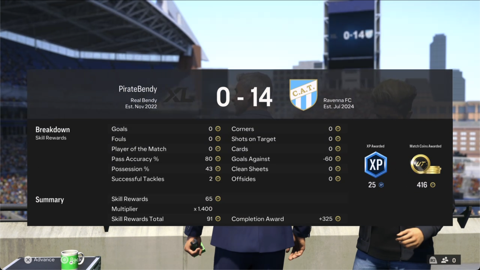 0-14
PirateBendy
Real Bendy
Est. Nov 2022
0 - 14
C.A.T.
Ravenna FC
Est. Jul 2024
Breakdown
Skill Rewards
Goals 0
Fouls 0
Player of the Match 0
Pass Accuracy % 80
Possession % 43
Successful Tackles 2
Corners 0
Shots on Target 0
Cards 0
Goals Against -60
Clean Sheets 0
Offsides 0
XP Awarded
XP
25
Match Coins Awarded
416
Summary
Skill Rewards 65
Multiplier x 1.400
Skill Rewards Total 91
Completion Award +325
Advance
0